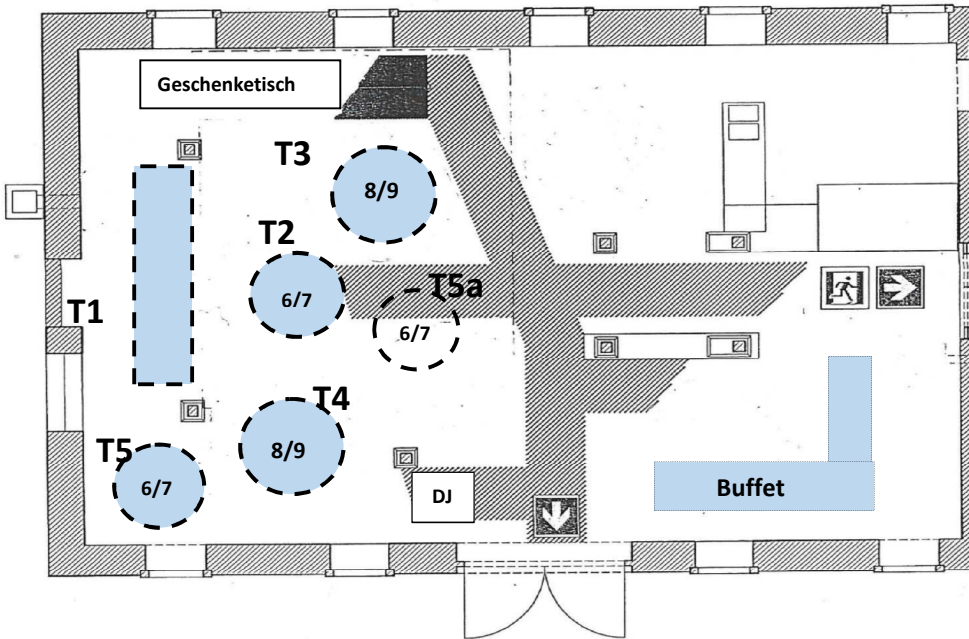 Geschenketisch
T3
8/9
T2
6/7
T5a
6/7
T1
T4
8/9
T5
6/7
DJ
Buffet